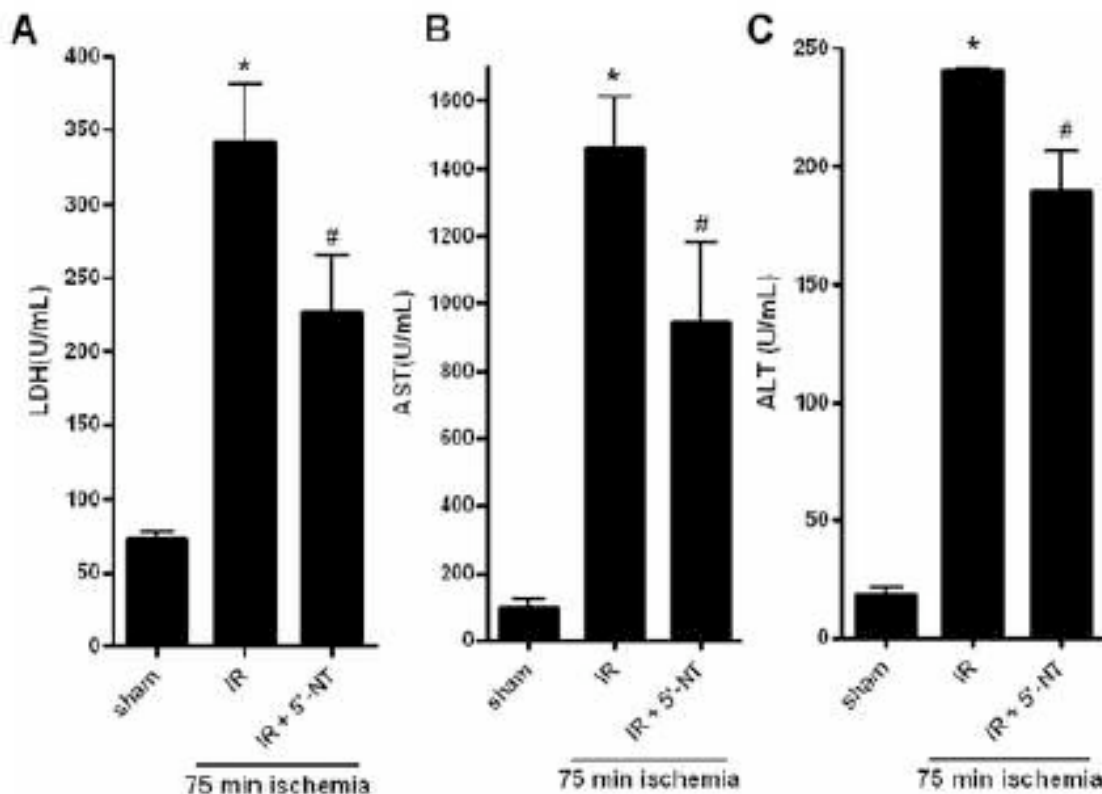 A
LDH(U/mL)
400
350
300
250
200
150
100
50
0
*
#
sham
IR
IR + 5'-NT
75 min ischemia
B
AST(U/mL)
1600
1400
1200
1000
800
600
400
200
0
*
#
sham
IR
IR + 5'-NT
75 min ischemia
C
ALT (U/mL)
250
200
150
100
50
0
*
#
sham
IR
IR + 5'-NT
75 min ischemia